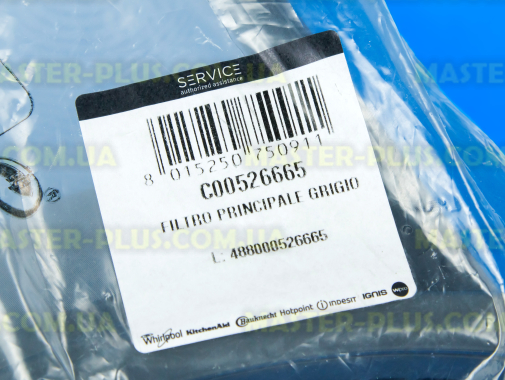 SERVICE
authorized assistance
8 015250 750911
C00526665
FILTRO PRINCIPALE GRIGIO
L: 488000526665
Whirlpool KitchenAid Bauknecht Hotpoint indesit IGNIS
MASTER-PLUS.COM.UA